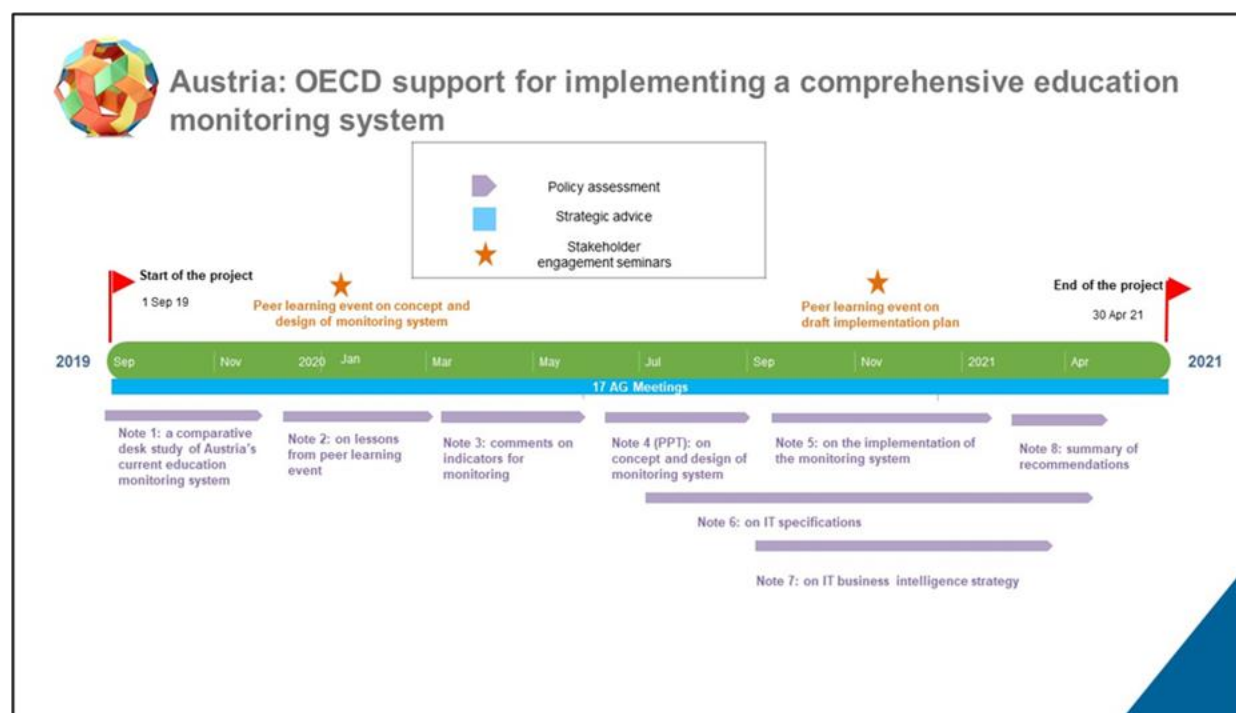 Austria: OECD support for implementing a comprehensive education
monitoring system
Policy assessment
Strategic advice
Stakeholder
engagement seminars
Start of the project
1 Sep 19
Peer learning event on concept and
design of monitoring system
Peer learning event on
draft implementation plan
End of the project
30 Apr 21
2019
Sep
Nov
2020
Jan
Mar
May
Jul
Sep
Nov
2021
Apr
2021
17 AG Meetings
Note 1: a comparative
desk study of Austria's
current education
monitoring system
Note 2: on lessons
from peer learning
event
Note 3: comments on
indicators for
monitoring
Note 4 (PPT): on
concept and design of
monitoring system
Note 5: on the implementation of
the monitoring system
Note 8: summary of
recommendations
Note 6: on IT specifications
Note 7: on IT business intelligence strategy